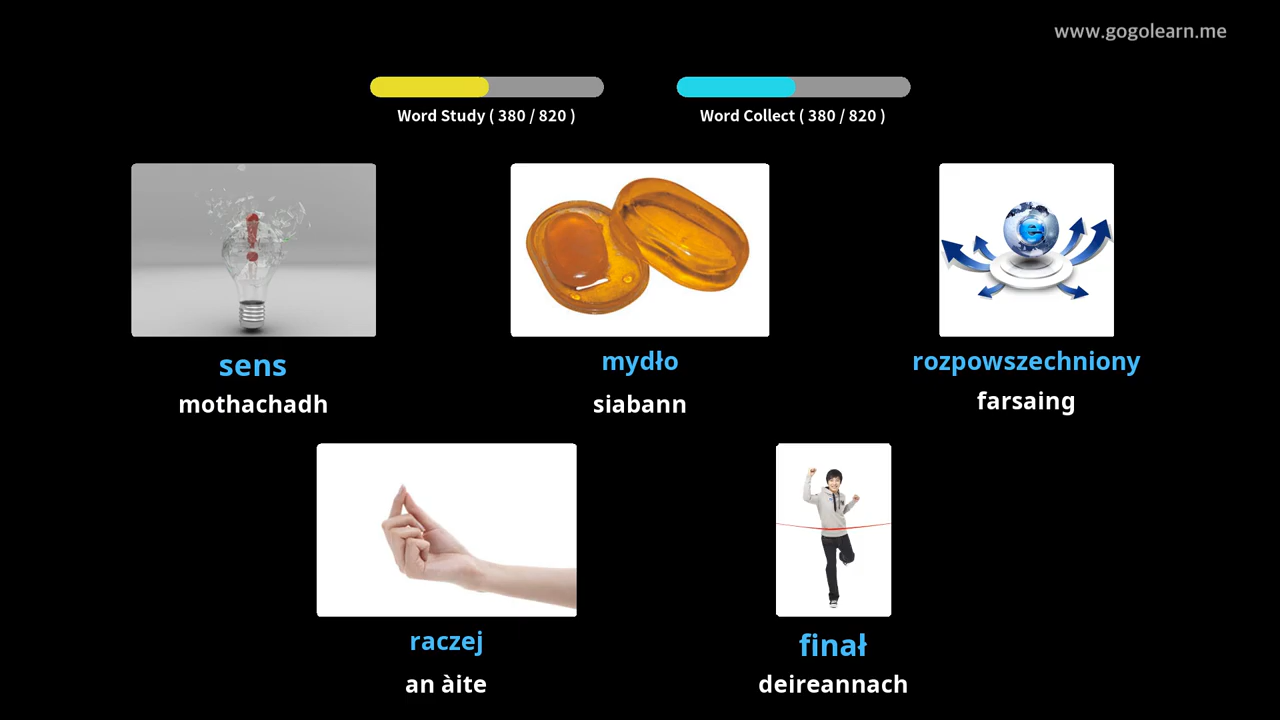 www.gogolearn.me
Word Study ( 380 / 820 )
Word Collect ( 380 / 820 )
sens
mothachadh
mydło
siabann
rozpowszechniony
farsaing
raczej
an àite
finał
deireannach